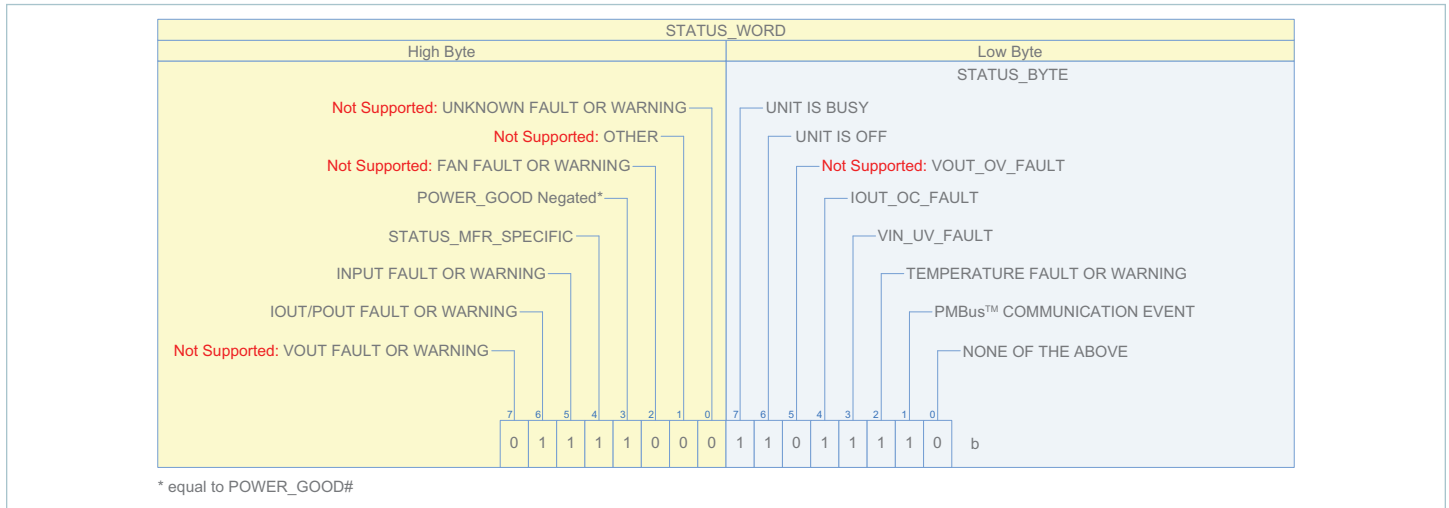 STATUS_WORD
High Byte
Low Byte
STATUS_BYTE
Not Supported: UNKNOWN FAULT OR WARNING
UNIT IS BUSY
Not Supported: OTHER
UNIT IS OFF
Not Supported: FAN FAULT OR WARNING
Not Supported: VOUT_OV_FAULT
POWER_GOOD Negated*
IOUT_OC_FAULT
STATUS_MFR_SPECIFIC
VIN_UV_FAULT
INPUT FAULT OR WARNING
TEMPERATURE FAULT OR WARNING
IOUT/POUT FAULT OR WARNING
PMBus™ COMMUNICATION EVENT
Not Supported: VOUT FAULT OR WARNING
NONE OF THE ABOVE
7 6 5 4 3 2 1 0 7 6 5 4 3 2 1 0
0 1 1 1 1 0 0 0 1 1 0 1 1 1 1 0 b
* equal to POWER_GOOD#